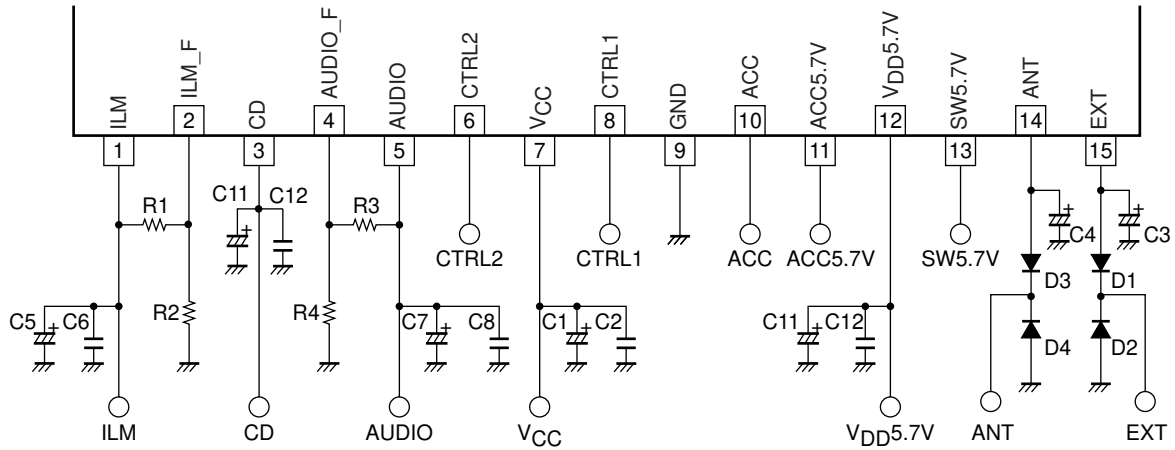 ILM
ILM_F
CD
AUDIO_F
AUDIO
CTRL2
VCC
CTRL1
GND
ACC
ACC5.7V
VDD5.7V
SW5.7V
ANT
EXT
2 4 6 8 10 12 14
1 3 5 7 9 11 13 15
C11 + C12
R1 R3
+ C4 + C3
CTRL2 CTRL1 ACC ACC5.7V SW5.7V
D3 D1
C5 + C6 R2 R4 C7 + C8 C1 + C2 C11 + C12
D4 D2
ILM CD AUDIO VCC VDD5.7V ANT EXT